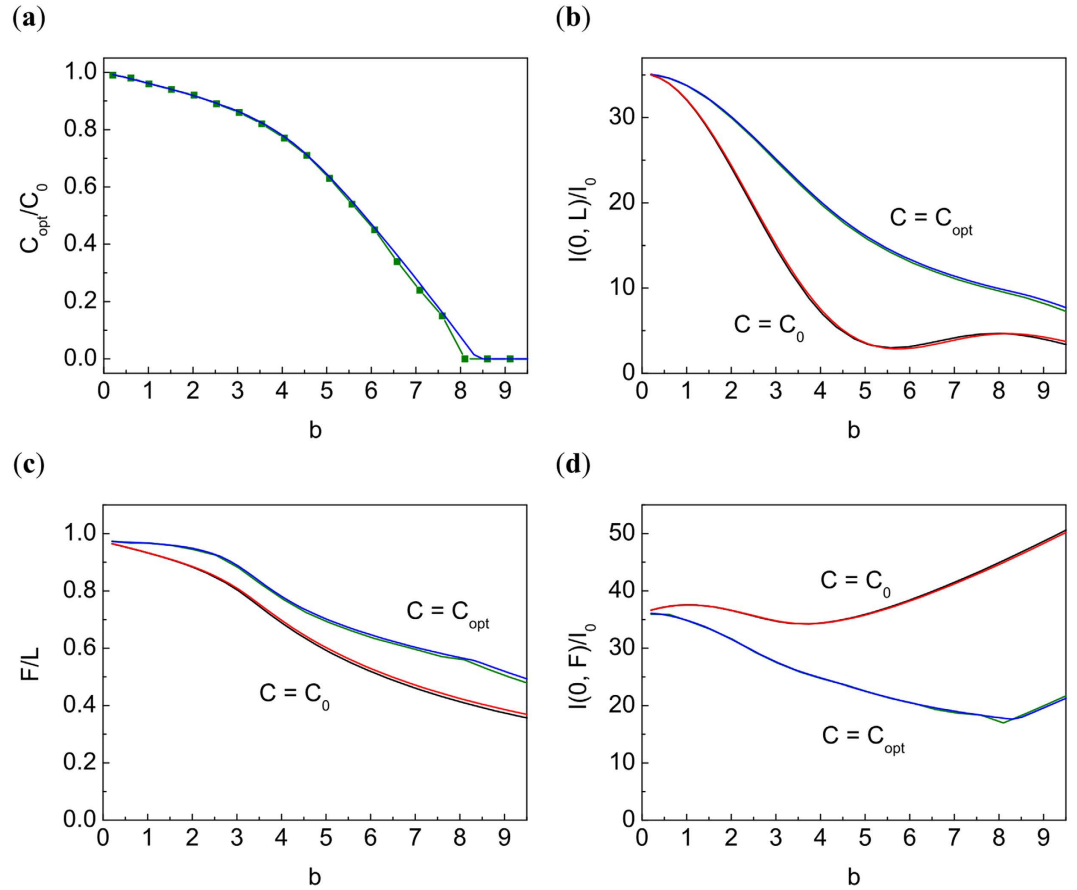 (a)
C_opt/C_0
1.0
0.8
0.6
0.4
0.2
0.0
0 1 2 3 4 5 6 7 8 9
b
(b)
I(0, L)/I_0
30
20
10
0
C = C_opt
C = C_0
0 1 2 3 4 5 6 7 8 9
b
(c)
F/L
1.0
0.8
0.6
0.4
0.2
0.0
C = C_opt
C = C_0
0 1 2 3 4 5 6 7 8 9
b
(d)
I(0, F)/I_0
50
40
30
20
10
0
C = C_0
C = C_opt
0 1 2 3 4 5 6 7 8 9
b